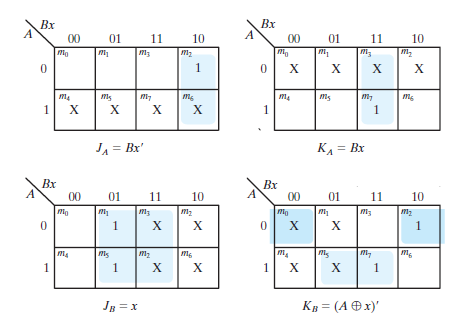 Bx
A
00 01 11 10
m₀ m₁ m₃ m₂
0 1
m₄ m₅ m₇ m₆
1 X X X X
J_A = Bx′
Bx
A
00 01 11 10
m₀ m₁ m₃ m₂
0 X X X X
m₄ m₅ m₇ m₆
1 1
K_A = Bx
Bx
A
00 01 11 10
m₀ m₁ m₃ m₂
0 1 X X
m₄ m₅ m₂ m₆
1 1 X X
J_B = x
Bx
A
00 01 11 10
m₀ m₁ m₃ m₂
0 X X 1
m₄ m₅ m₇ m₆
1 X X 1
K_B = (A ⊕ x)′